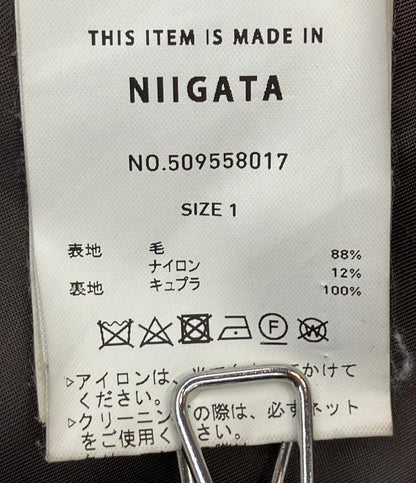 THIS ITEM IS MADE IN
NIIGATA
NO.509558017
SIZE 1
表地 毛 88%
ナイロン 12%
裏地 キュプラ 100%
F W
▷アイロンは、 かけて
ください。
▷クリーニン の際は、必ずネット
をご使用く さい。